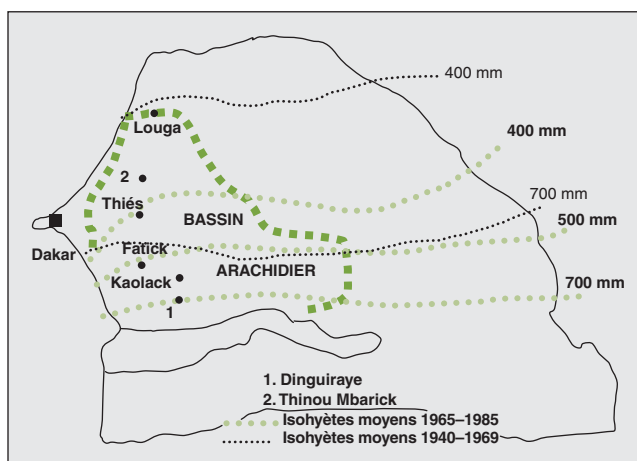 400 mm
Louga
400 mm
2
Thiés
700 mm
BASSIN
500 mm
Dakar
Fatick
ARACHIDIER
Kaolack
700 mm
1
1. Dinguiraye
2. Thinou Mbarick
Isohyètes moyens 1965–1985
Isohyètes moyens 1940–1969